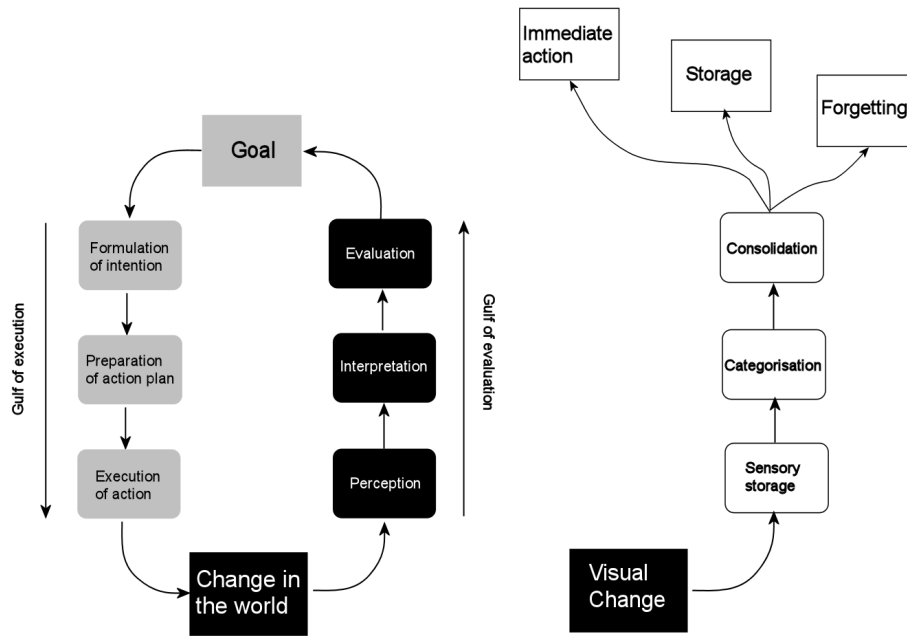 Goal
Formulation
of intention
Preparation
of action plan
Execution
of action
Gulf of execution
Change in
the world
Perception
Interpretation
Evaluation
Gulf of evaluation
Immediate
action
Storage
Forgetting
Consolidation
Categorisation
Sensory
storage
Visual
Change